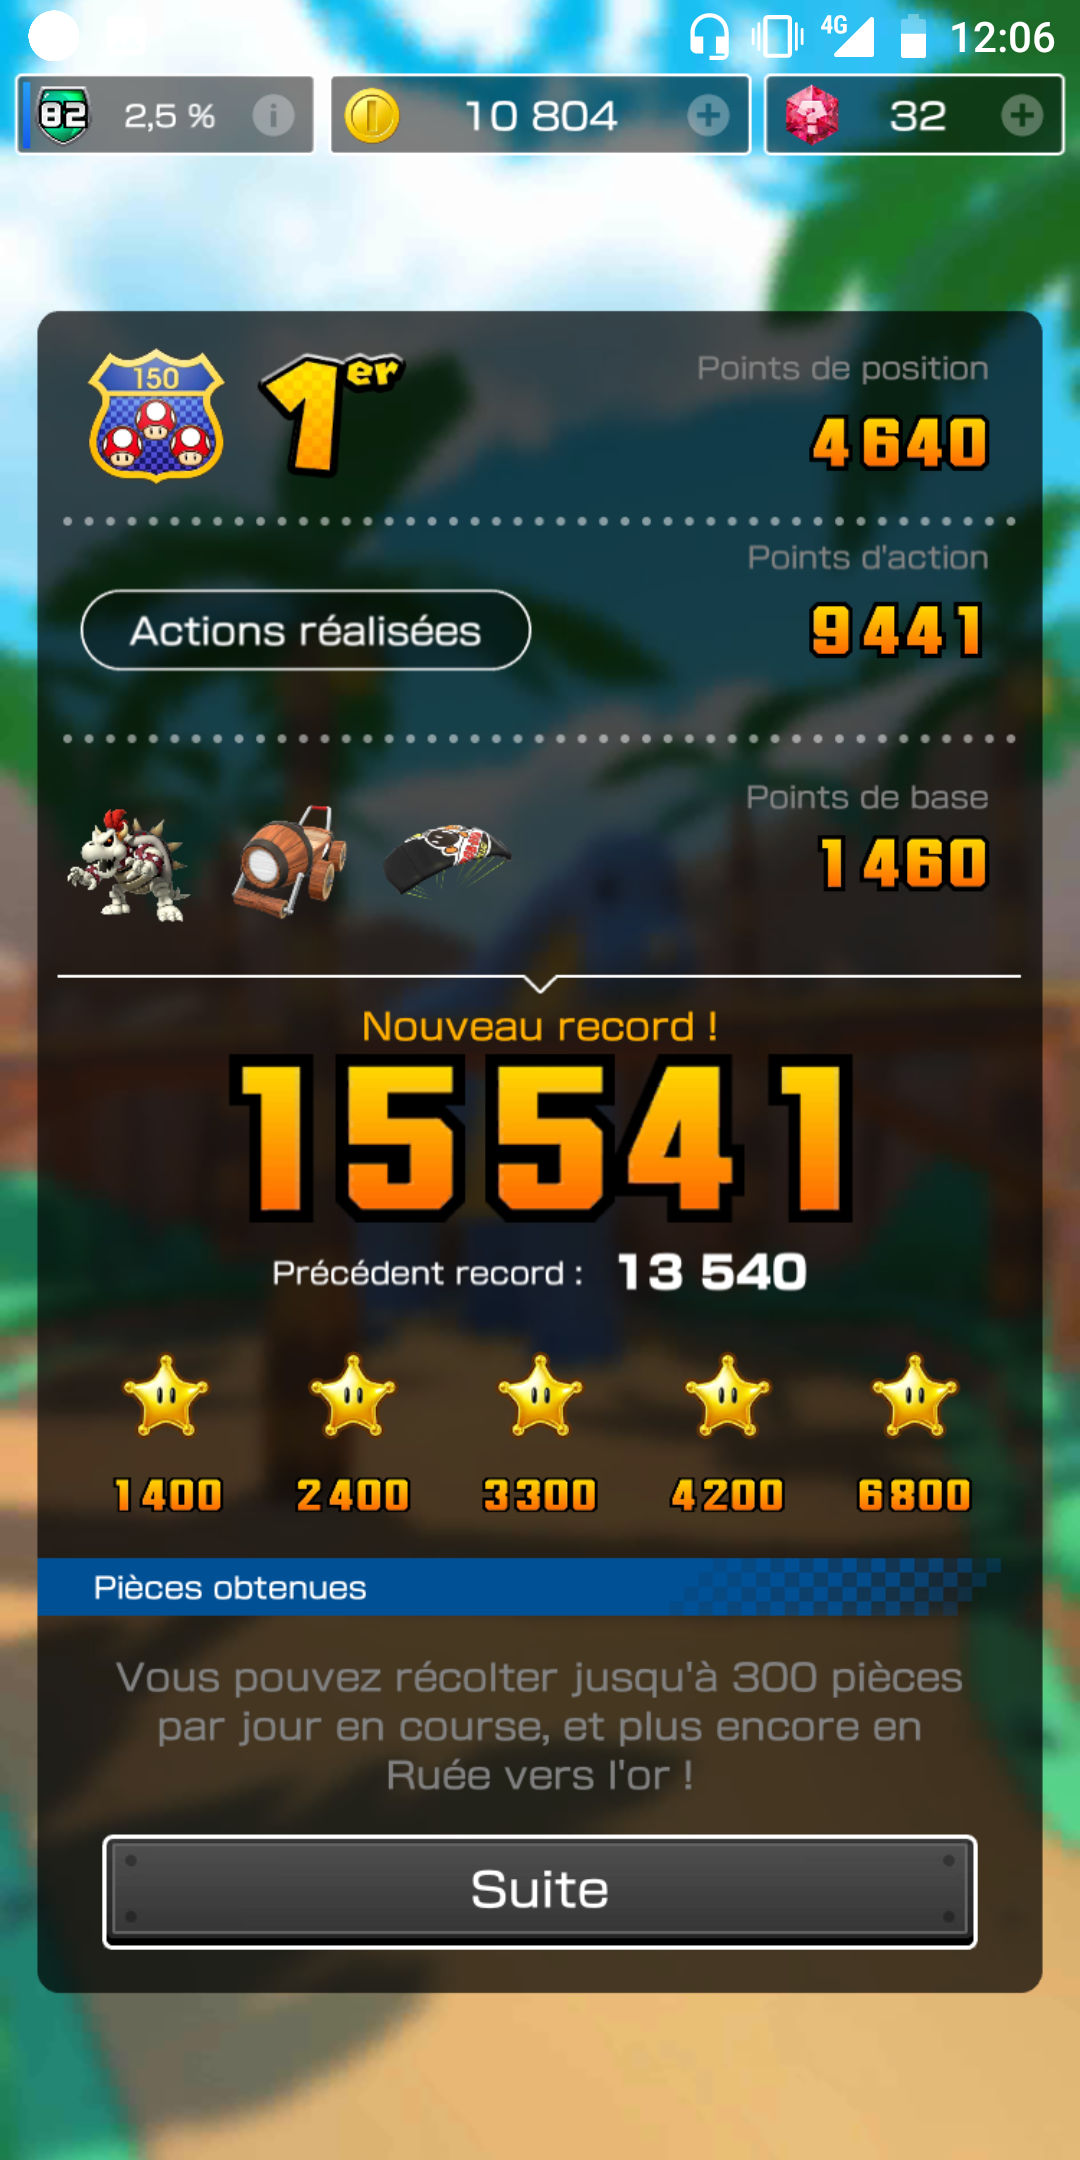 4G 12:06
82 2,5 % i 10 804 + 32 +
150
1er
Points de position
4640
Points d'action
Actions réalisées
9441
Points de base
1460
Nouveau record !
15541
Précédent record : 13 540
1400 2400 3300 4200 6800
Pièces obtenues
Vous pouvez récolter jusqu'à 300 pièces
par jour en course, et plus encore en
Ruée vers l'or !
Suite